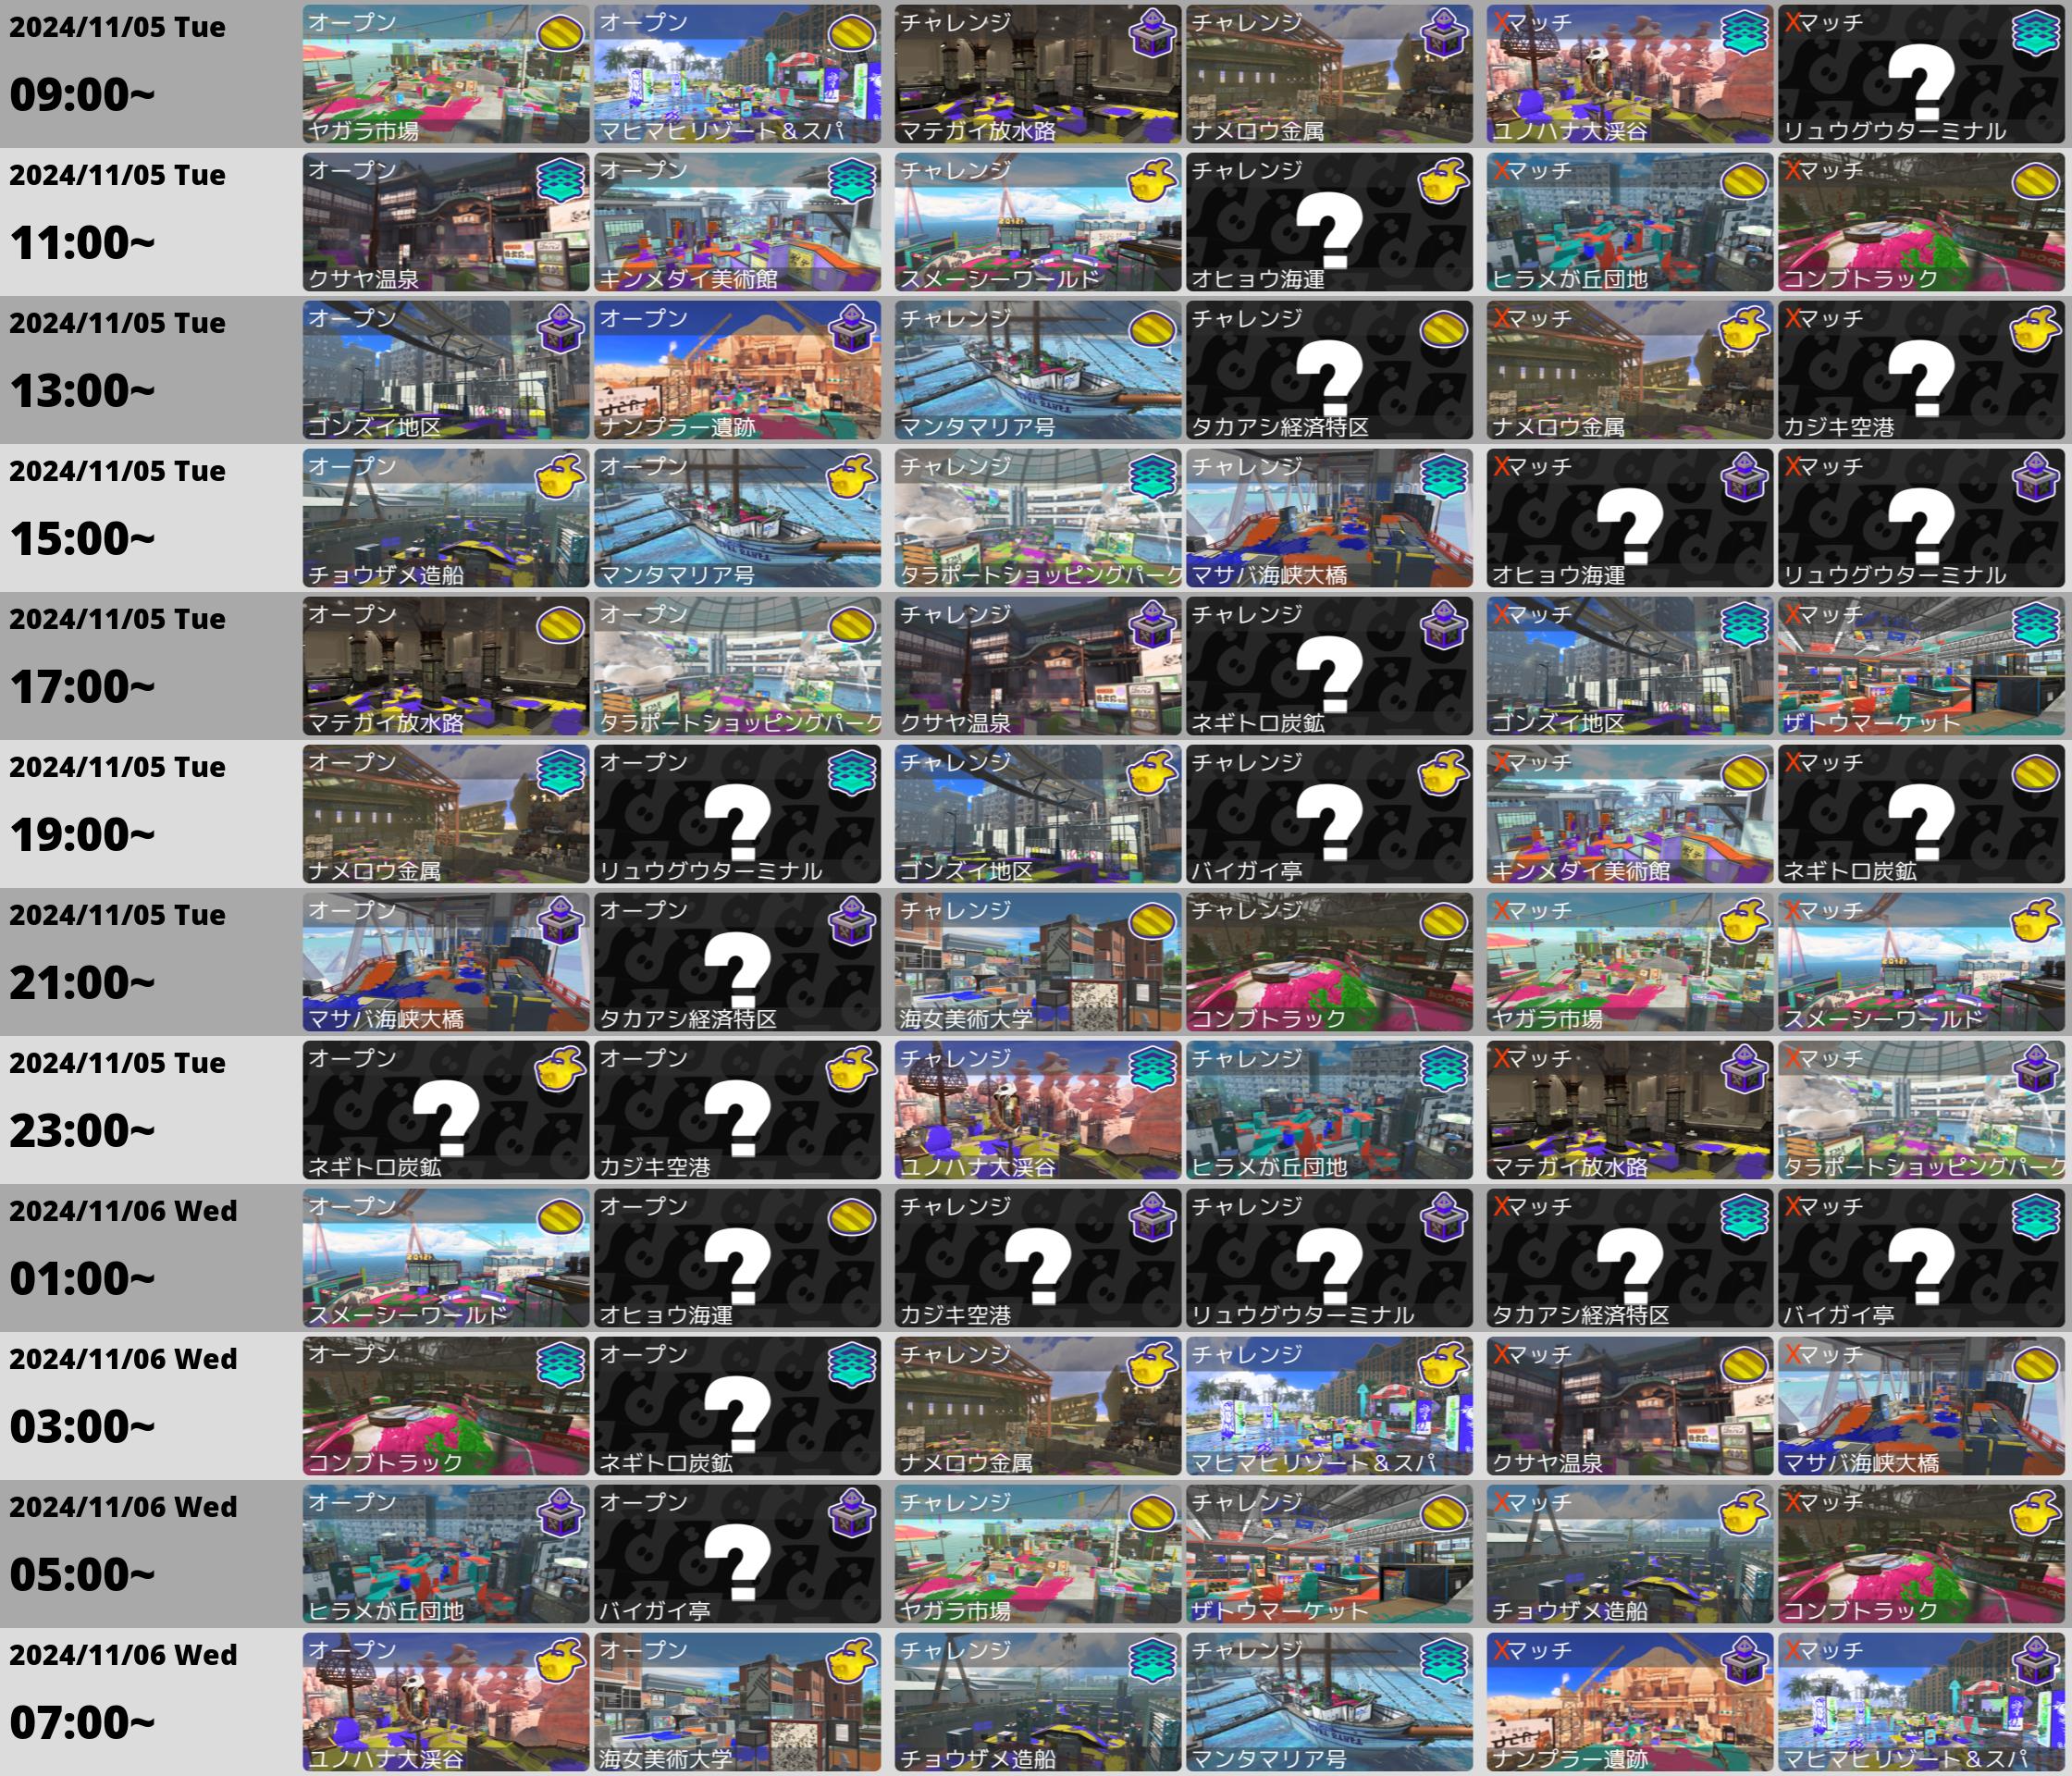 2024/11/05 Tue
09:00~
オープン
オープン
チャレンジ
チャレンジ
Xマッチ
Xマッチ
ヤガラ市場
マヒマヒリゾート＆スパ
マテガイ放水路
ナメロウ金属
ユノハナ大渓谷
リュウグウターミナル
2024/11/05 Tue
11:00~
オープン
オープン
チャレンジ
チャレンジ
Xマッチ
Xマッチ
クサヤ温泉
キンメダイ美術館
スメーシーワールド
オヒョウ海運
ヒラメが丘団地
コンブトラック
2024/11/05 Tue
13:00~
オープン
オープン
チャレンジ
チャレンジ
Xマッチ
Xマッチ
ゴンズイ地区
ナンプラー遺跡
マンタマリア号
タカアシ経済特区
ナメロウ金属
カジキ空港
2024/11/05 Tue
15:00~
オープン
オープン
チャレンジ
チャレンジ
Xマッチ
Xマッチ
チョウザメ造船
マンタマリア号
タラポートショッピングパーク
マサバ海峡大橋
オヒョウ海運
リュウグウターミナル
2024/11/05 Tue
17:00~
オープン
オープン
チャレンジ
チャレンジ
Xマッチ
Xマッチ
マテガイ放水路
タラポートショッピングパーク
クサヤ温泉
ネギトロ炭鉱
ゴンズイ地区
ザトウマーケット
2024/11/05 Tue
19:00~
オープン
オープン
チャレンジ
チャレンジ
Xマッチ
Xマッチ
ナメロウ金属
リュウグウターミナル
ゴンズイ地区
バイガイ亭
キンメダイ美術館
ネギトロ炭鉱
2024/11/05 Tue
21:00~
オープン
オープン
チャレンジ
チャレンジ
Xマッチ
Xマッチ
マサバ海峡大橋
タカアシ経済特区
海女美術大学
コンブトラック
ヤガラ市場
スメーシーワールド
2024/11/05 Tue
23:00~
オープン
オープン
チャレンジ
チャレンジ
Xマッチ
Xマッチ
ネギトロ炭鉱
カジキ空港
ユノハナ大渓谷
ヒラメが丘団地
マテガイ放水路
タラポートショッピングパーク
2024/11/06 Wed
01:00~
オープン
オープン
チャレンジ
チャレンジ
Xマッチ
Xマッチ
スメーシーワールド
オヒョウ海運
カジキ空港
リュウグウターミナル
タカアシ経済特区
バイガイ亭
2024/11/06 Wed
03:00~
オープン
オープン
チャレンジ
チャレンジ
Xマッチ
Xマッチ
コンブトラック
ネギトロ炭鉱
ナメロウ金属
マヒマヒリゾート＆スパ
クサヤ温泉
マサバ海峡大橋
2024/11/06 Wed
05:00~
オープン
オープン
チャレンジ
チャレンジ
Xマッチ
Xマッチ
ヒラメが丘団地
バイガイ亭
ヤガラ市場
ザトウマーケット
チョウザメ造船
コンブトラック
2024/11/06 Wed
07:00~
オープン
オープン
チャレンジ
チャレンジ
Xマッチ
Xマッチ
ユノハナ大渓谷
海女美術大学
チョウザメ造船
マンタマリア号
ナンプラー遺跡
マヒマヒリゾート＆スパ